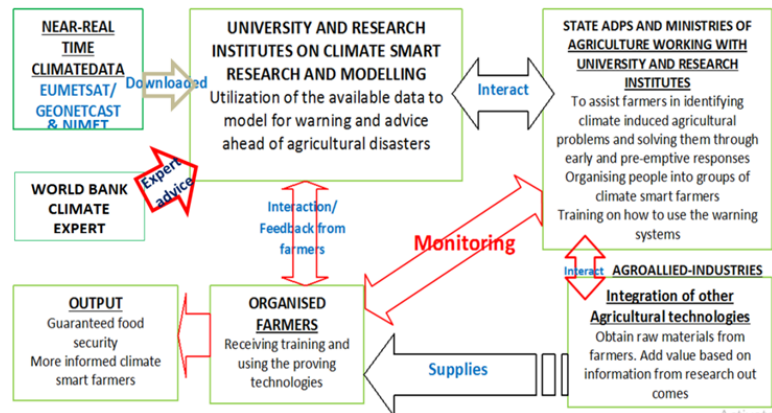 NEAR-REAL
TIME
CLIMATEDATA
EUMETSAT/
GEONETCAST
& NIMET
Downloaded
UNIVERSITY AND RESEARCH
INSTITUTES ON CLIMATE SMART
RESEARCH AND MODELLING
Utilization of the available data to
model for warning and advice
ahead of agricultural disasters
Interact
STATE ADPS AND MINISTRIES OF
AGRICULTURE WORKING WITH
UNIVERSITY AND RESEARCH
INSTITUTES
To assist farmers in identifying
climate induced agricultural
problems and solving them through
early and pre-emptive responses
Organising people into groups of
climate smart farmers
Training on how to use the warning
systems
WORLD BANK
CLIMATE
EXPERT
Expert
advice
Interaction/
Feedback from
farmers
Monitoring
Interact
AGROALLIED-INDUSTRIES
Integration of other
Agricultural technologies
Obtain raw materials from
farmers. Add value based on
information from research out
comes
OUTPUT
Guaranteed food
security
More informed climate
smart farmers
ORGANISED
FARMERS
Receiving training and
using the proving
technologies
Supplies